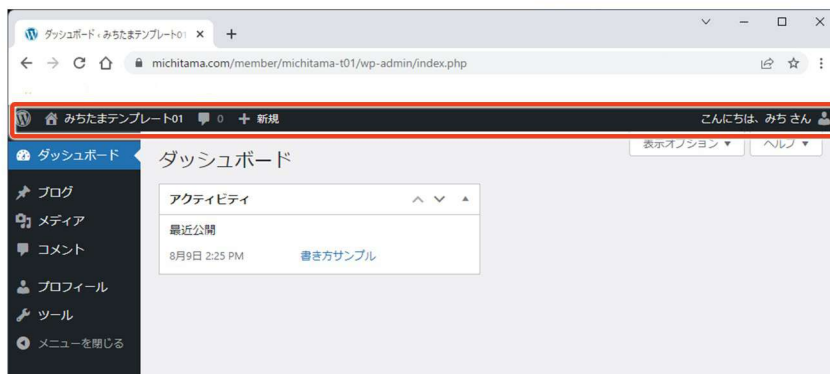 ダッシュボード ‹ みちたまテンプレート01
michitama.com/member/michitama-t01/wp-admin/index.php
みちたまテンプレート01 0 新規 こんにちは、みち さん
ダッシュボード
ダッシュボード
表示オプション ▼ ヘルプ ▼
ブログ
メディア
コメント
プロフィール
ツール
メニューを閉じる
アクティビティ
最近公開
8月9日 2:25 PM 書き方サンプル